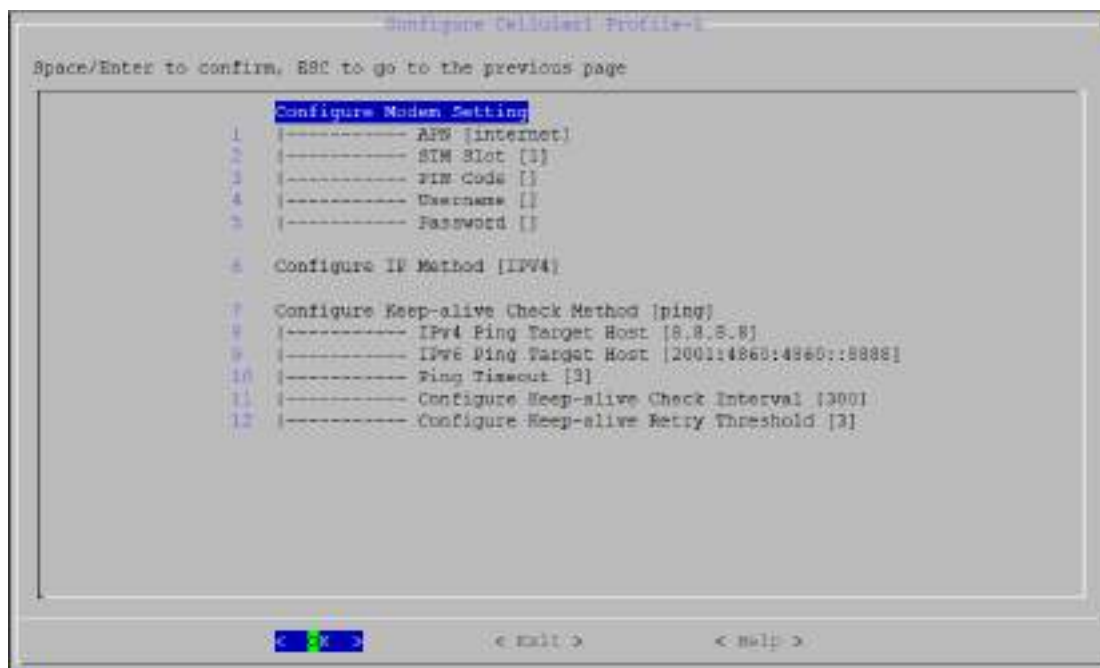 Configure Cellular1 Profile-1
Space/Enter to confirm, ESC to go to the previous page
Configure Modem Setting
1 |----------- APN [internet]
2 |----------- SIM Slot [1]
3 |----------- PIN Code []
4 |----------- Username []
5 |----------- Password []
6 Configure IP Method [IPV4]
7 Configure Keep-alive Check Method [ping]
8 |----------- IPv4 Ping Target Host [8.8.8.8]
9 |----------- IPv6 Ping Target Host [2001:4860:4860::8888]
10 |----------- Ping Timeout [3]
11 |----------- Configure Keep-alive Check Interval [300]
12 |----------- Configure Keep-alive Retry Threshold [3]
< OK > < Exit > < Help >